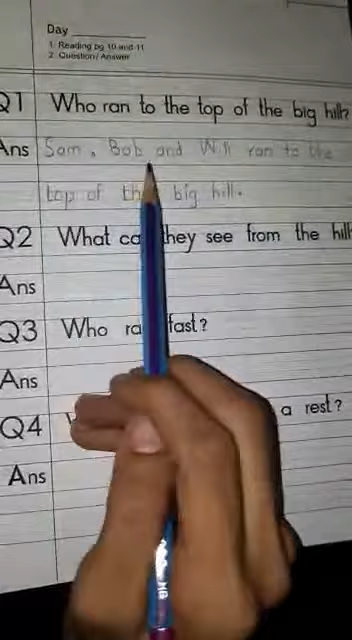 Day
1. Reading pg 10 and 11
2. Question/Answer
Q1 Who ran to the top of the big hill?
Ans Sam, Bob and Will ran to the
top of the big hill.
Q2 What ca they see from the hill
Ans
Q3 Who ra fast?
Ans
Q4 a rest?
Ans